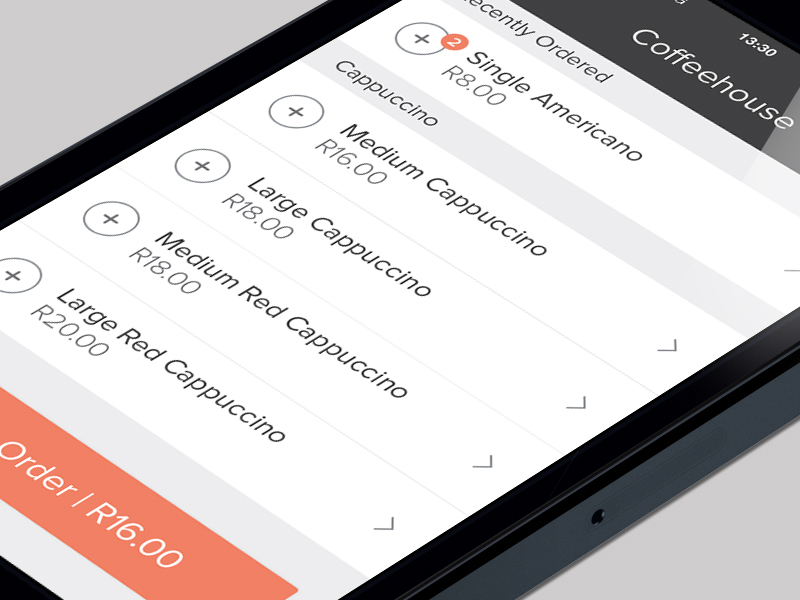 13:30
Coffeehouse
Recently Ordered
2
Single Americano
R8.00
Cappuccino
Medium Cappuccino
R16.00
Large Cappuccino
R18.00
Medium Red Cappuccino
R18.00
Large Red Cappuccino
R20.00
Order | R16.00